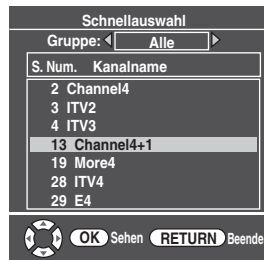 Schnellauswahl
Gruppe: Alle
S. Num. Kanalname
2 Channel4
3 ITV2
4 ITV3
13 Channel4+1
19 More4
28 ITV4
29 E4
OK Sehen RETURN Beende